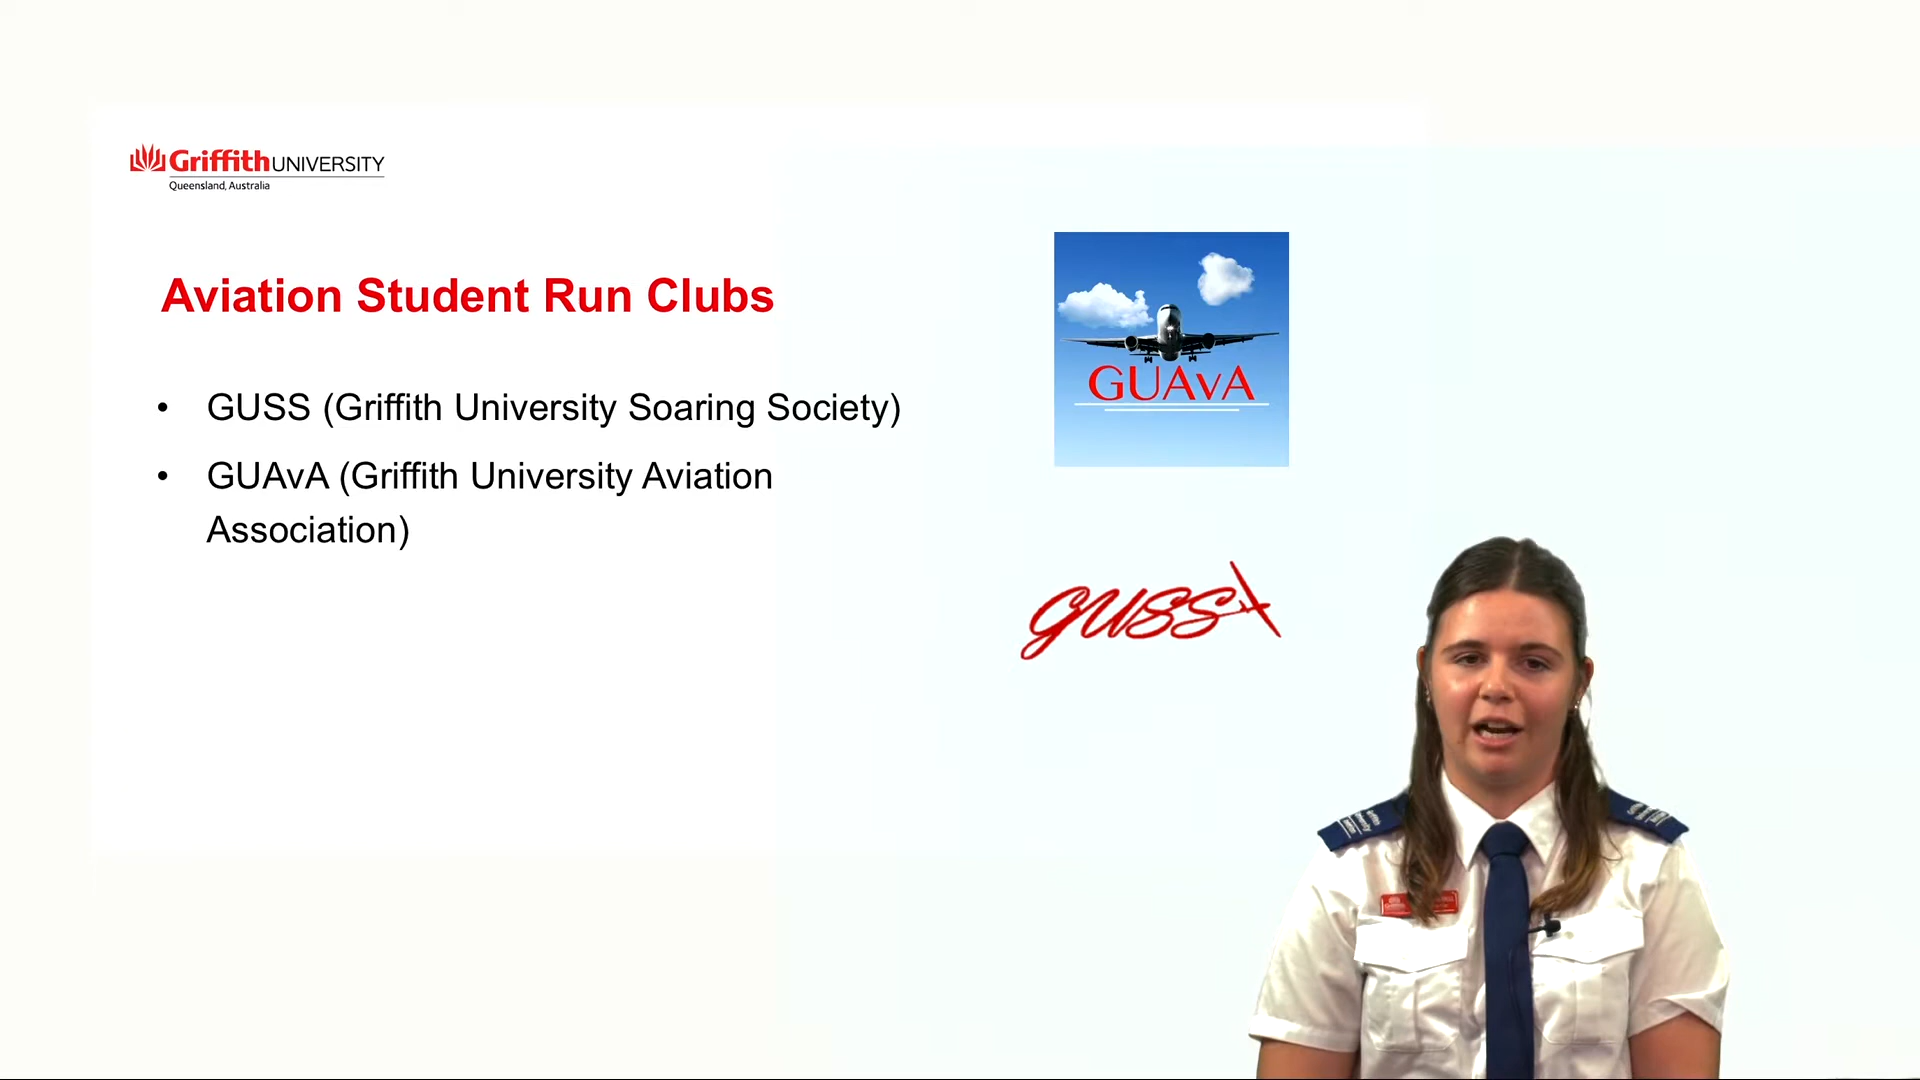 Griffith UNIVERSITY
Queensland, Australia
Aviation Student Run Clubs
• GUSS (Griffith University Soaring Society)
• GUAvA (Griffith University Aviation
Association)
GUAvA
guss